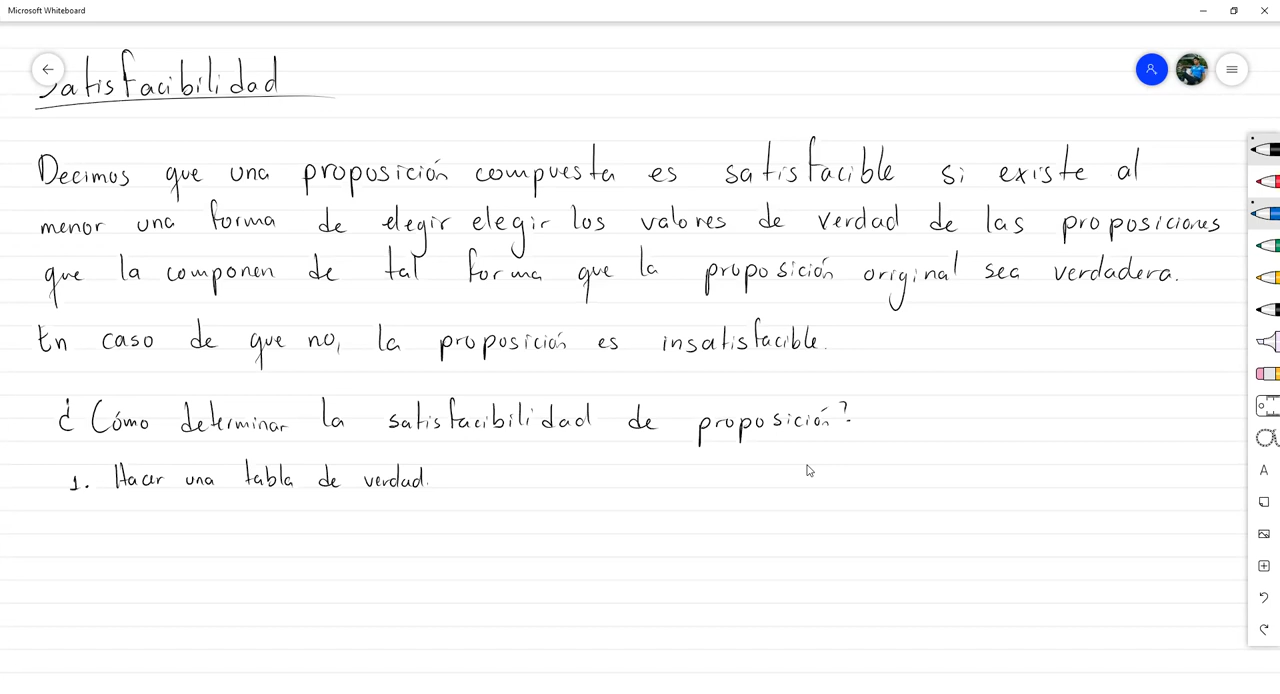 Microsoft Whiteboard
Satisfacibilidad
Decimos que una proposición compuesta es satisfacible si existe al
menor una forma de elegir elegir los valores de verdad de las proposiciones
que la componen de tal forma que la proposición original sea verdadera.
En caso de que no, la proposición es insatisfacible.
¿Cómo determinar la satisfacibilidad de proposición?
1. Hacer una tabla de verdad.
A